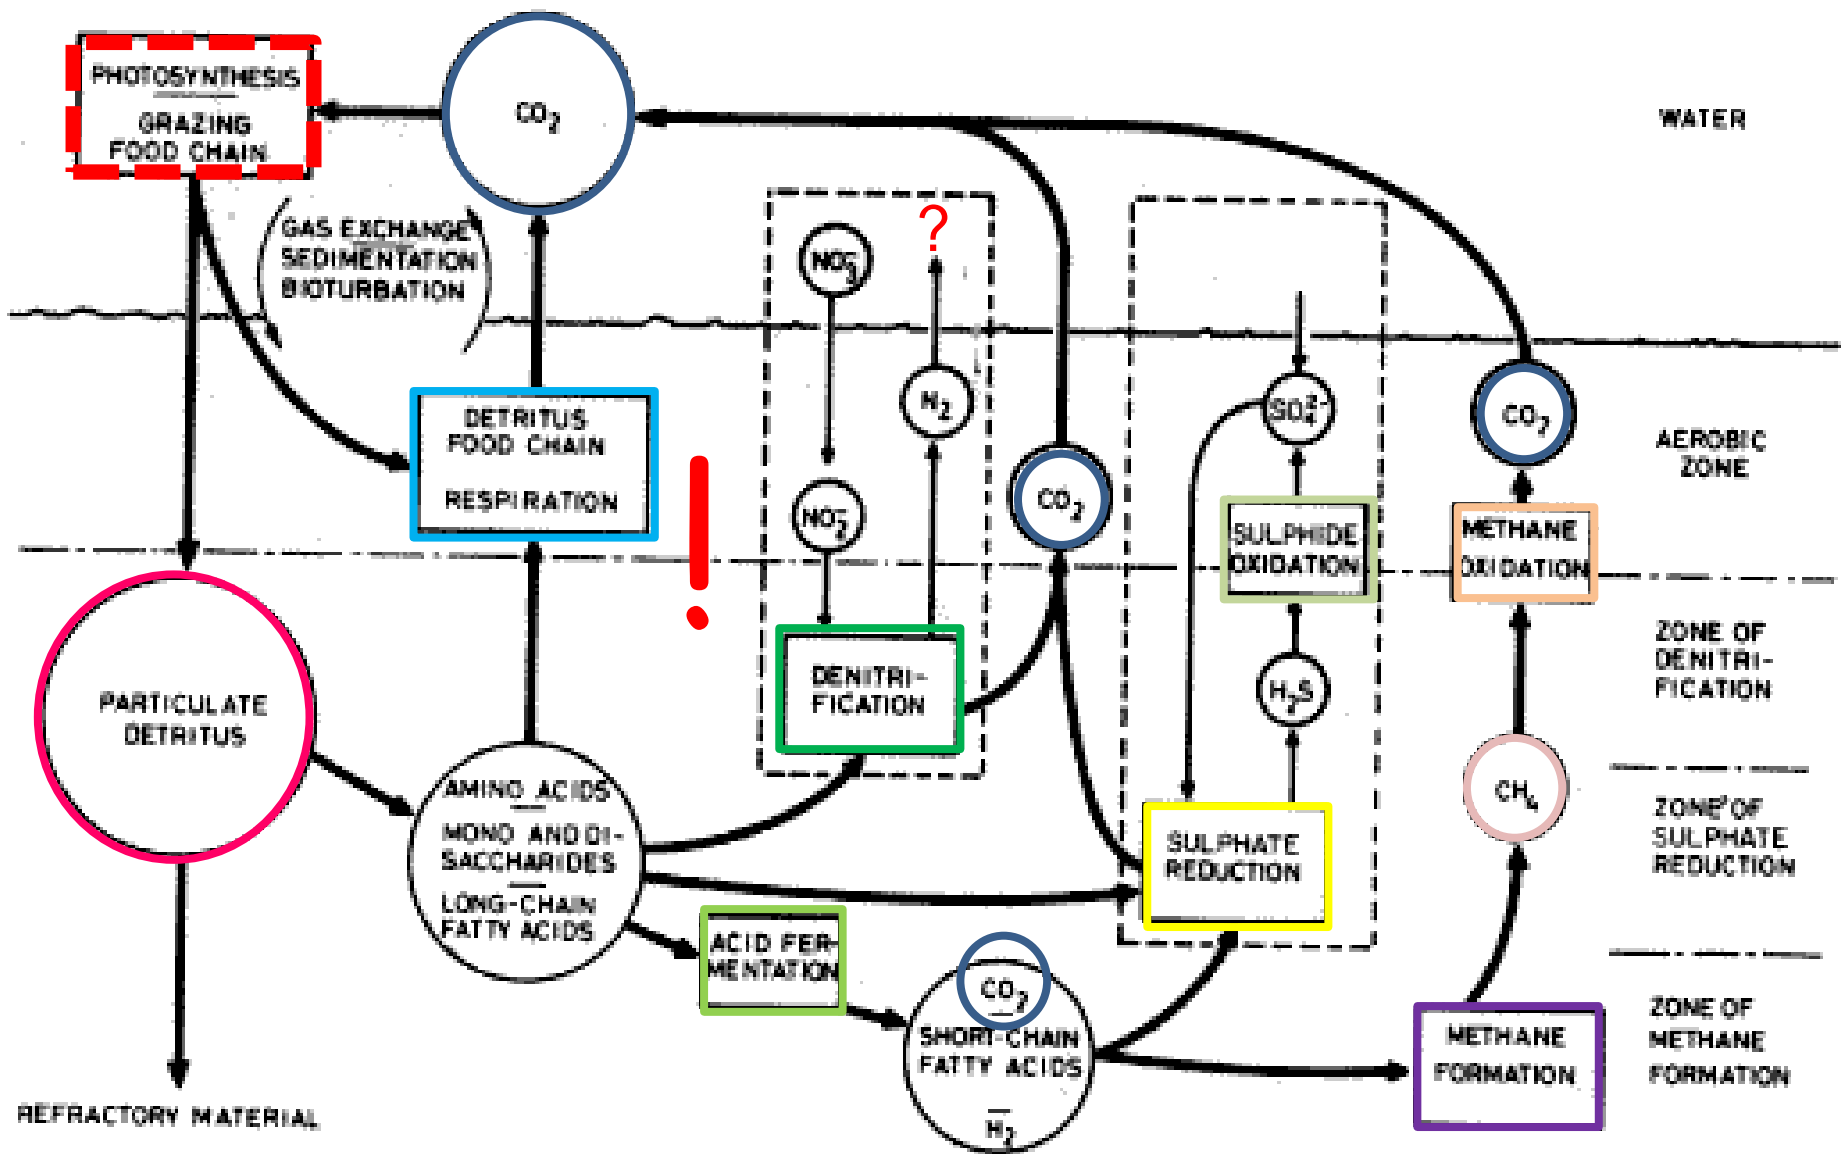 PHOTOSYNTHESIS
GRAZING
FOOD CHAIN
CO2
WATER
GAS EXCHANGE
SEDIMENTATION
BIOTURBATION
NO3-
?
DETRITUS
FOOD CHAIN
RESPIRATION
!
N2
NO2-
CO2
SO4 2-
SULPHIDE
OXIDATION
H2S
CO2
METHANE
OXIDATION
AEROBIC
ZONE
PARTICULATE
DETRITUS
DENITRI-
FICATION
ZONE OF
DENITRI-
FICATION
AMINO ACIDS
MONO AND DI-
SACCHARIDES
LONG-CHAIN
FATTY ACIDS
SULPHATE
REDUCTION
CH4
ZONE OF
SULPHATE
REDUCTION
ACID FER-
MENTATION
CO2
SHORT-CHAIN
FATTY ACIDS
H2
METHANE
FORMATION
ZONE OF
METHANE
FORMATION
REFRACTORY MATERIAL